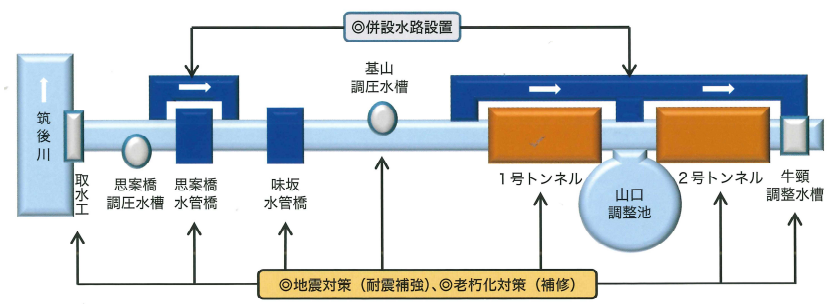 ◎併設水路設置
基山
調圧水槽
筑後川
取水工
思案橋
調圧水槽
思案橋
水管橋
味坂
水管橋
1号トンネル
山口
調整池
2号トンネル
牛頸
調整水槽
◎地震対策(耐震補強)、◎老朽化対策(補修)